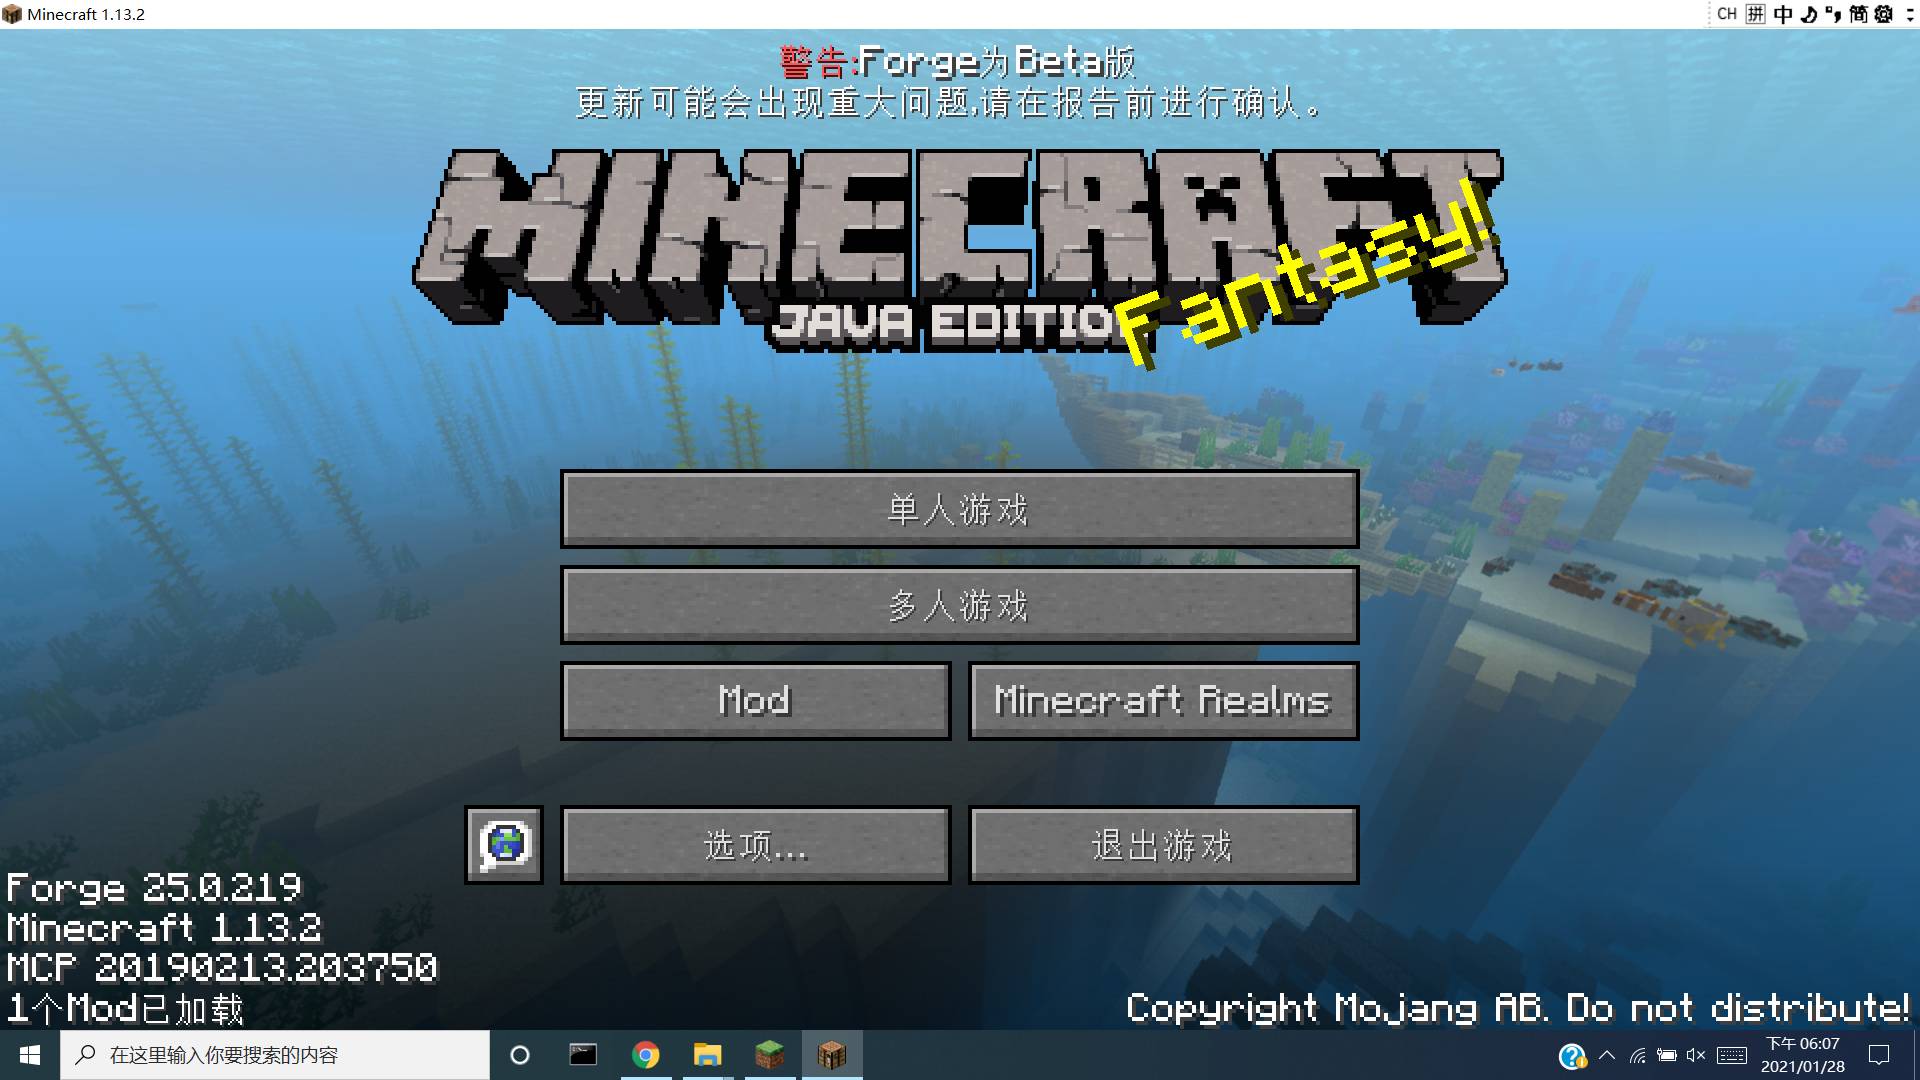 Minecraft 1.13.2
CH 拼 中 简
警告:Forge为Beta版
更新可能会出现重大问题,请在报告前进行确认。
MINECRAFT
JAVA EDITION
Fantasy!
单人游戏
多人游戏
Mod
Minecraft Realms
选项...
退出游戏
Forge 25.0.219
Minecraft 1.13.2
MCP 20190213.203750
1个Mod已加载
Copyright Mojang AB. Do not distribute!
在这里输入你要搜索的内容
下午 06:07
2021/01/28